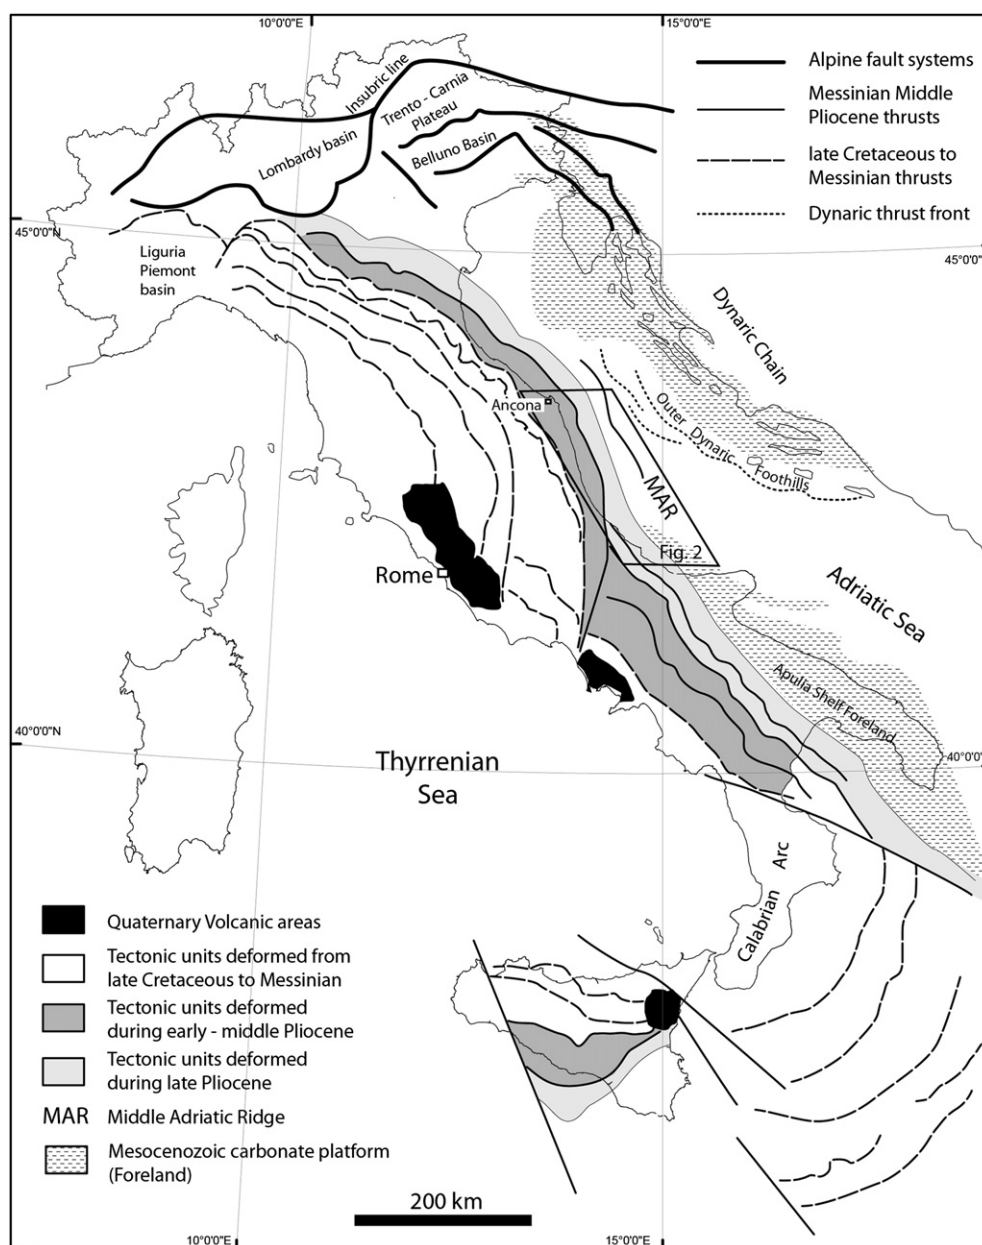 10°0'0"E
15°0'0"E
Alpine fault systems
Messinian Middle
Pliocene thrusts
late Cretaceous to
Messinian thrusts
Dynaric thrust front
Insubric line
Trento - Carnia
Plateau
Lombardy basin
Belluno Basin
45°0'0"N
45°0'0"N
Liguria
Piemont
basin
Dynaric Chain
Ancona
Outer Dynaric Foothills
MAR
Fig. 2
Rome
Adriatic Sea
Apulia Shelf Foreland
40°0'0"N
40°0'0"N
Thyrrenian
Sea
Calabrian Arc
Quaternary Volcanic areas
Tectonic units deformed from
late Cretaceous to Messinian
Tectonic units deformed
during early - middle Pliocene
Tectonic units deformed
during late Pliocene
MAR Middle Adriatic Ridge
Mesocenozoic carbonate platform
(Foreland)
200 km
10°0'0"E
15°0'0"E